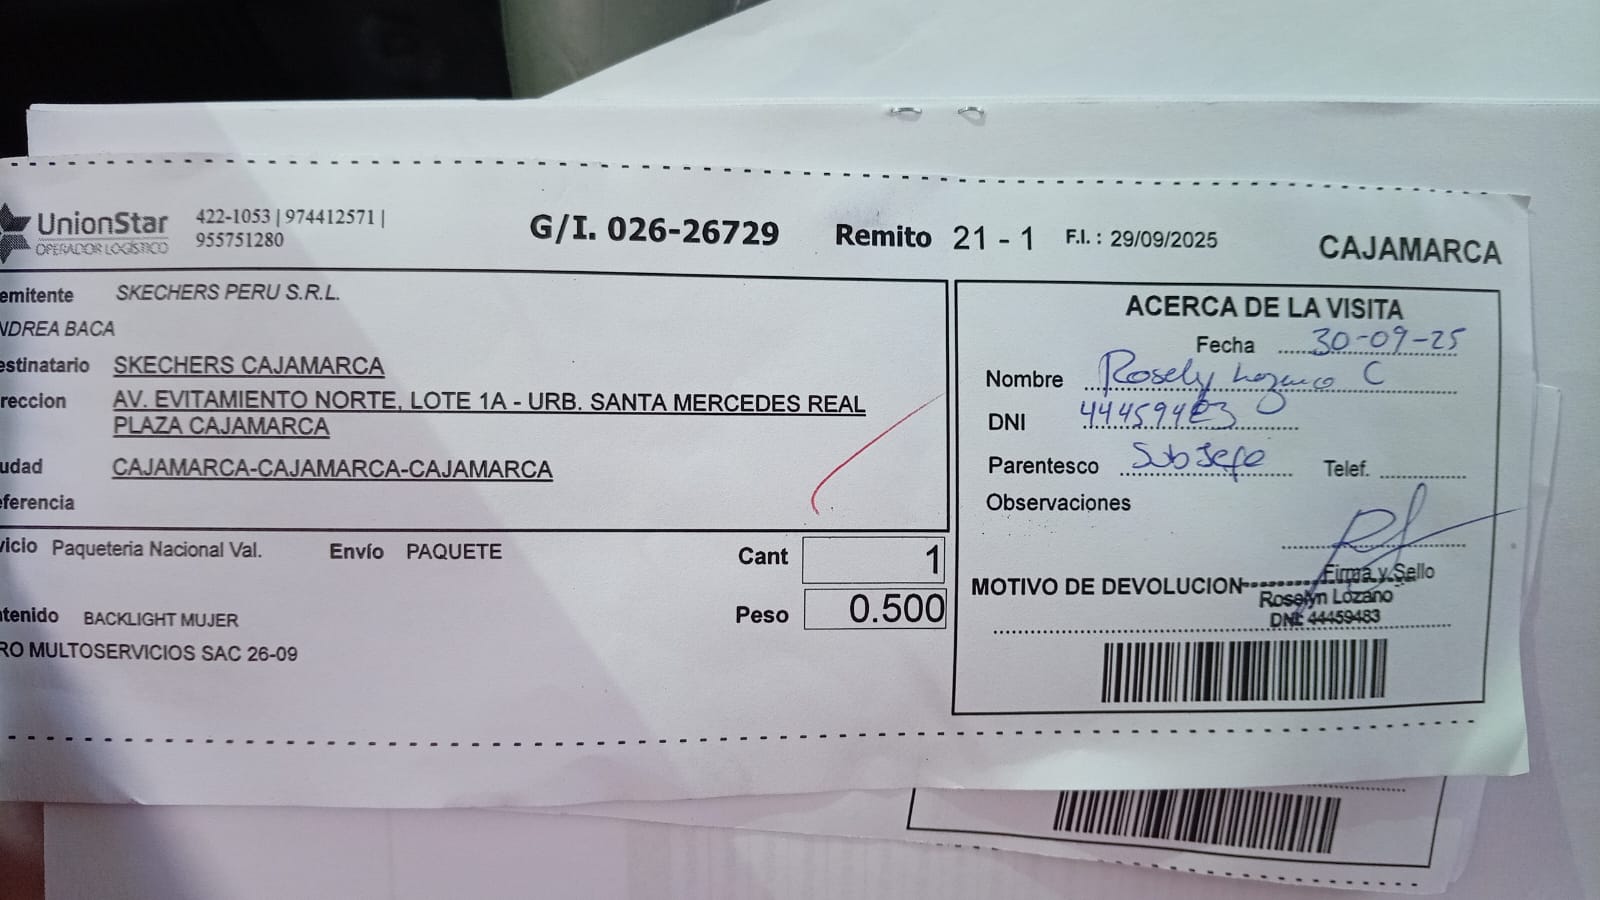 UnionStar
OPERADOR LOGÍSTICO
422-1053 | 974412571 |
955751280
G/I. 026-26729
Remito 21 - 1
F.I. : 29/09/2025
CAJAMARCA
emitente SKECHERS PERU S.R.L.
NDREA BACA
estinatario SKECHERS CAJAMARCA
reccion AV. EVITAMIENTO NORTE, LOTE 1A - URB. SANTA MERCEDES REAL
PLAZA CAJAMARCA
udad CAJAMARCA-CAJAMARCA-CAJAMARCA
eferencia
vicio Paqueteria Nacional Val. Envío PAQUETE
Cant 1
Peso 0.500
ntenido BACKLIGHT MUJER
RO MULTOSERVICIOS SAC 26-09
ACERCA DE LA VISITA
Fecha 30-09-25
Nombre Rosely Lozano C
DNI
Parentesco SubJefe Telef.
Observaciones
Firma y Sello
MOTIVO DE DEVOLUCION
Roselyn Lozano
DNI: 44459483